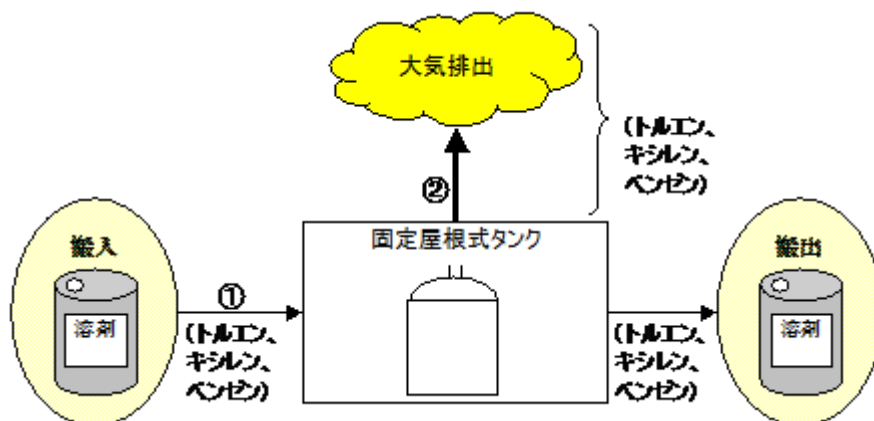 大気排出
(トルエン、
キシレン、
ベンゼン)
②
固定屋根式タンク
搬入
溶剤
①
(トルエン、
キシレン、
ベンゼン)
(トルエン、
キシレン、
ベンゼン)
搬出
溶剤